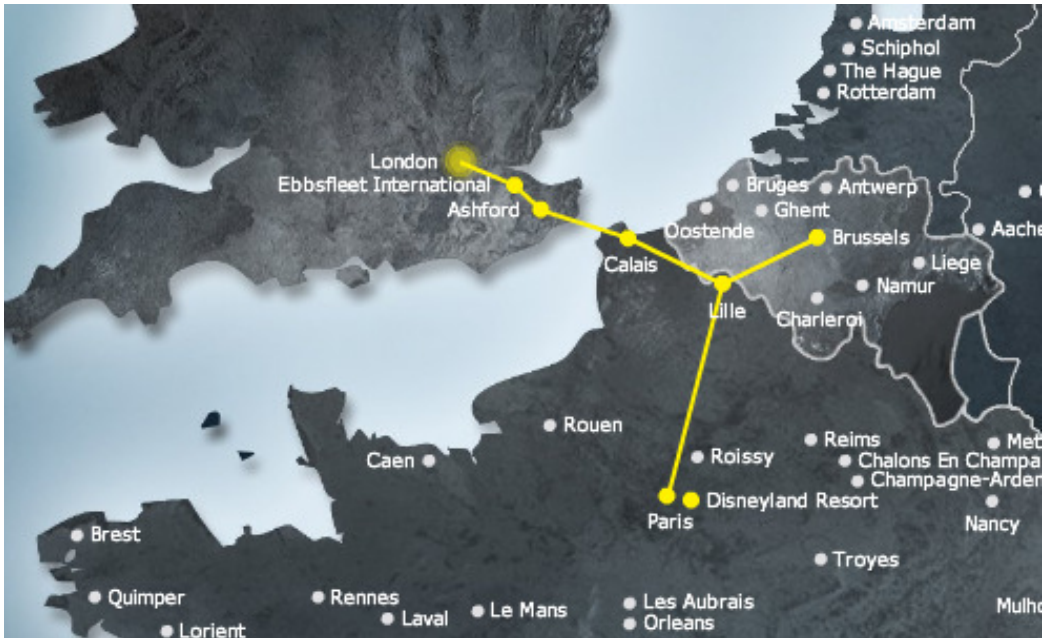 Amsterdam
Schiphol
The Hague
Rotterdam
London
Ebbsfleet International
Ashford
Bruges
Antwerp
Ghent
Oostende
Brussels
Aache
Calais
Liege
Namur
Lille
Charleroi
Rouen
Reims
Met
Caen
Roissy
Chalons En Champa
Champagne-Arden
Disneyland Resort
Paris
Nancy
Brest
Troyes
Quimper
Rennes
Les Aubrais
Mulho
Le Mans
Laval
Orleans
Lorient